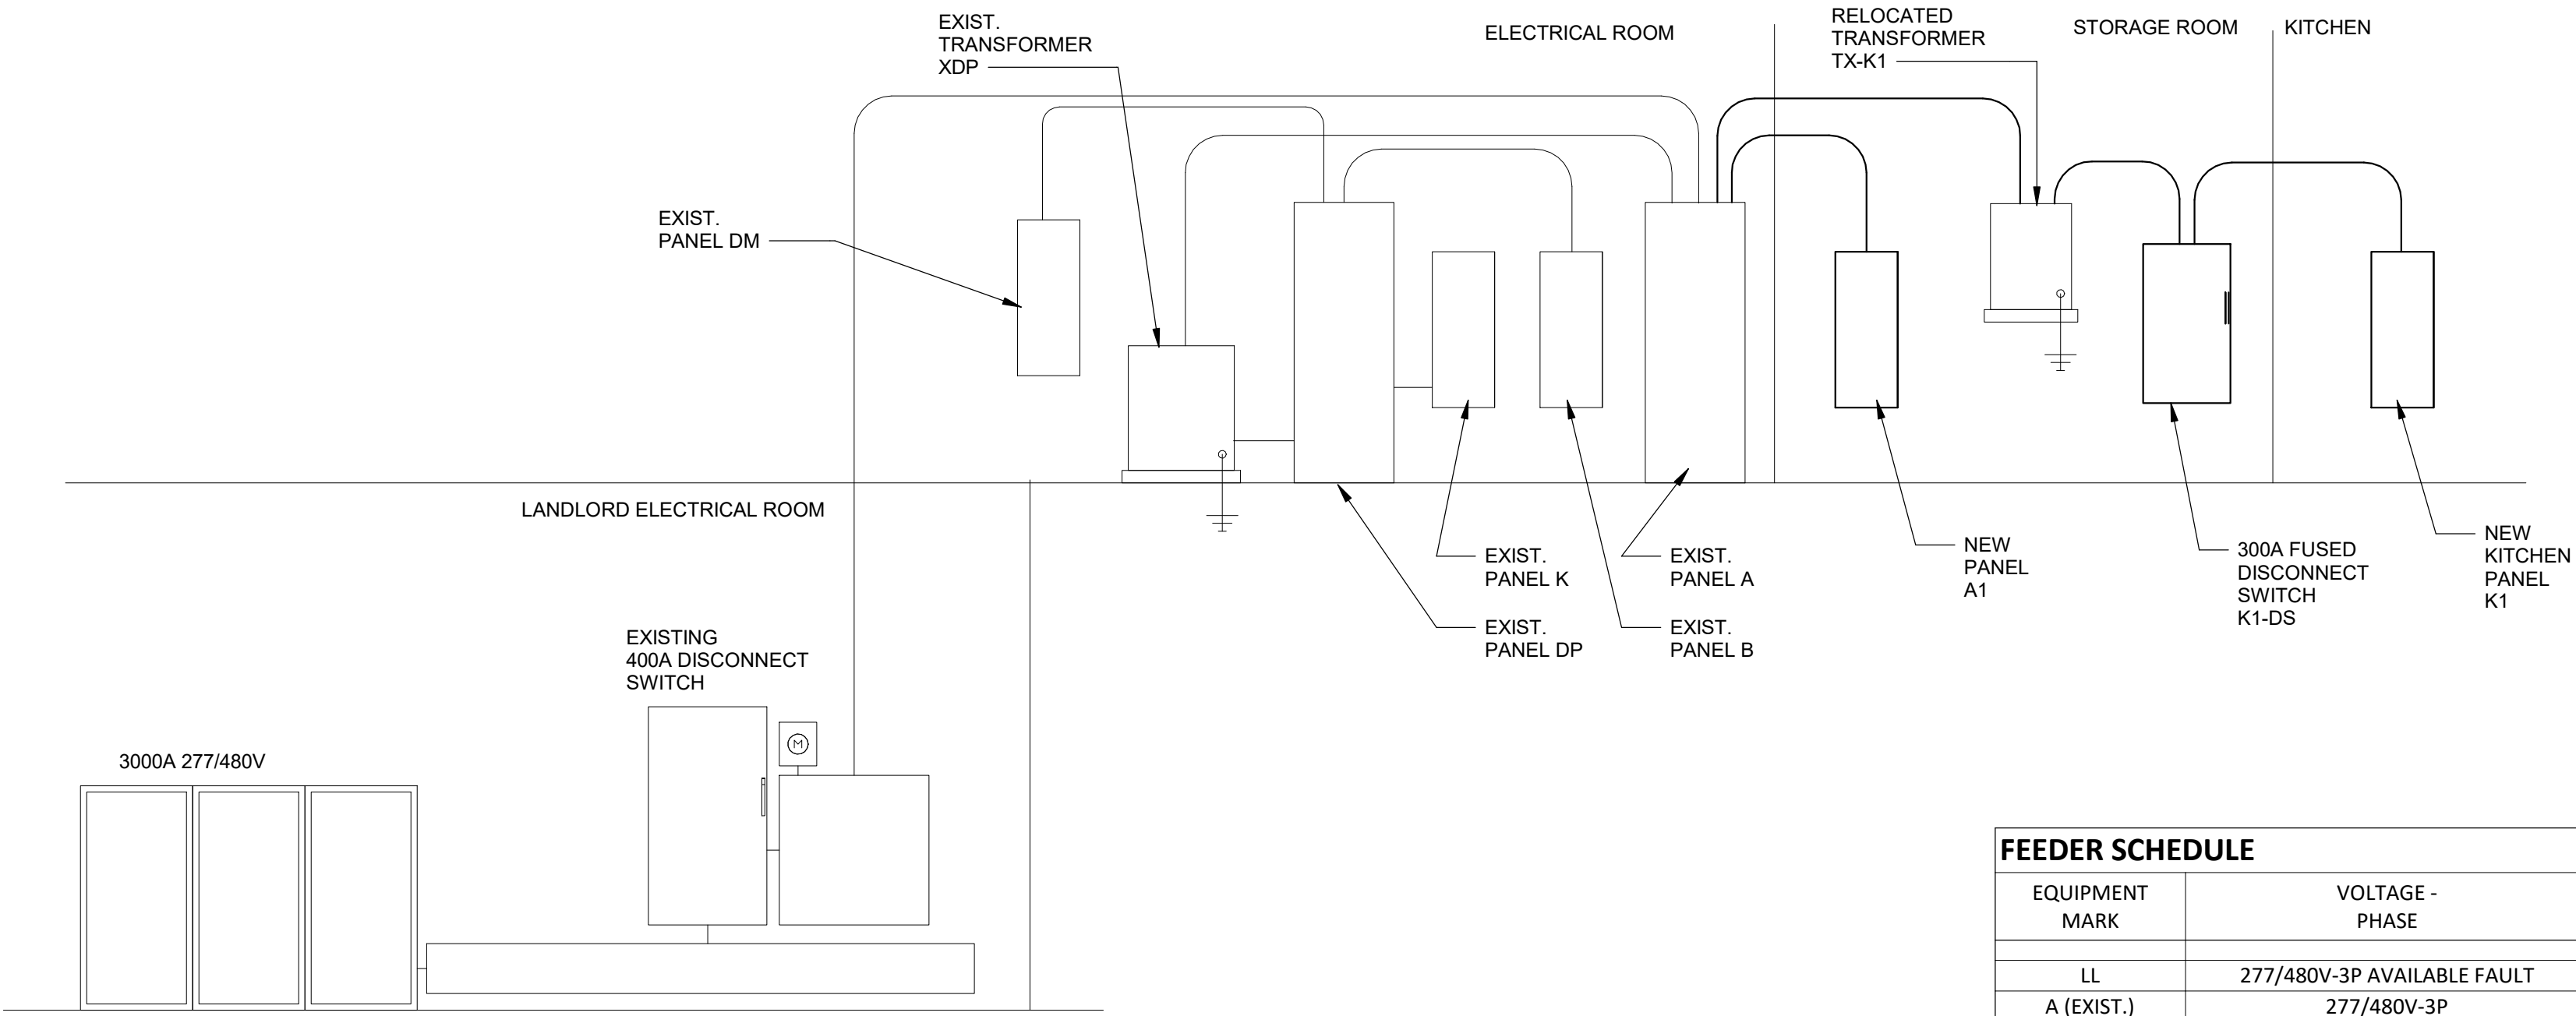 EXIST.
TRANSFORMER
XDP
ELECTRICAL ROOM
RELOCATED
TRANSFORMER
TX-K1
STORAGE ROOM
KITCHEN
EXIST.
PANEL DM
LANDLORD ELECTRICAL ROOM
EXIST.
PANEL K
EXIST.
PANEL A
NEW
PANEL
A1
300A FUSED
DISCONNECT
SWITCH
K1-DS
NEW
KITCHEN
PANEL
K1
EXIST.
PANEL DP
EXIST.
PANEL B
EXISTING
400A DISCONNECT
SWITCH
M
3000A 277/480V
FEEDER SCHEDULE
EQUIPMENT
MARK
VOLTAGE -
PHASE
LL
277/480V-3P AVAILABLE FAULT
A (EXIST.)
277/480V-3P